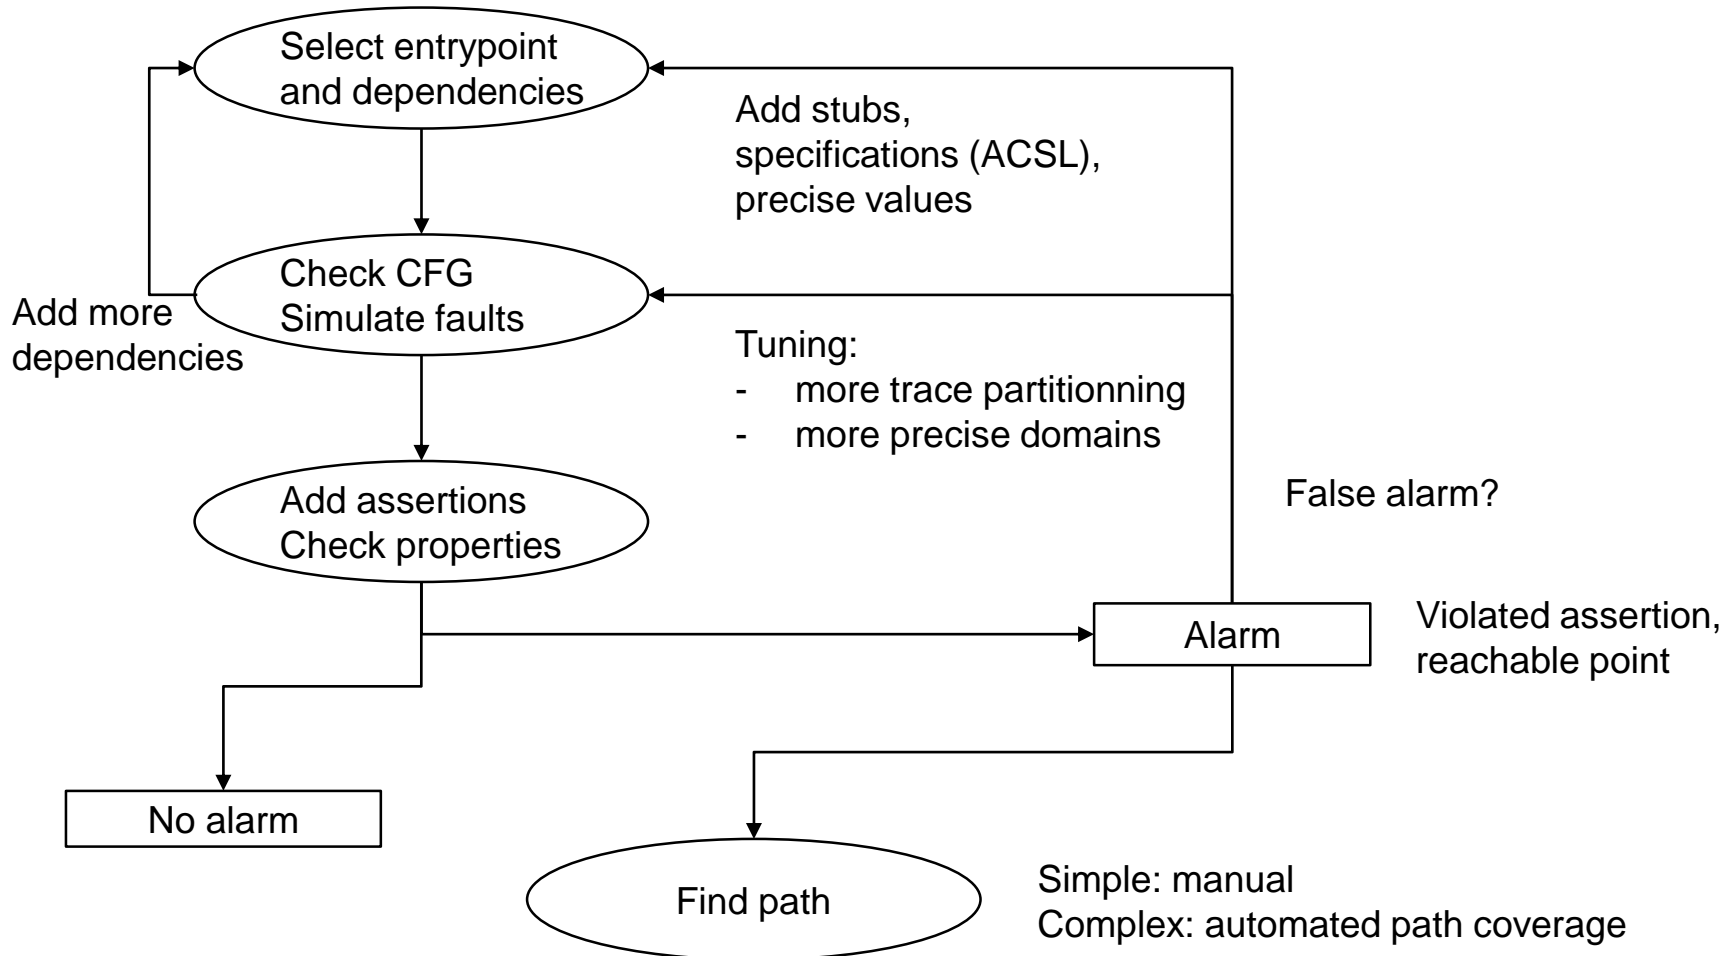 Select entrypoint
and dependencies
Add stubs,
specifications (ACSL),
precise values
Check CFG
Simulate faults
Add more
dependencies
Tuning:
- more trace partitionning
- more precise domains
Add assertions
Check properties
False alarm?
Alarm
Violated assertion,
reachable point
No alarm
Find path
Simple: manual
Complex: automated path coverage